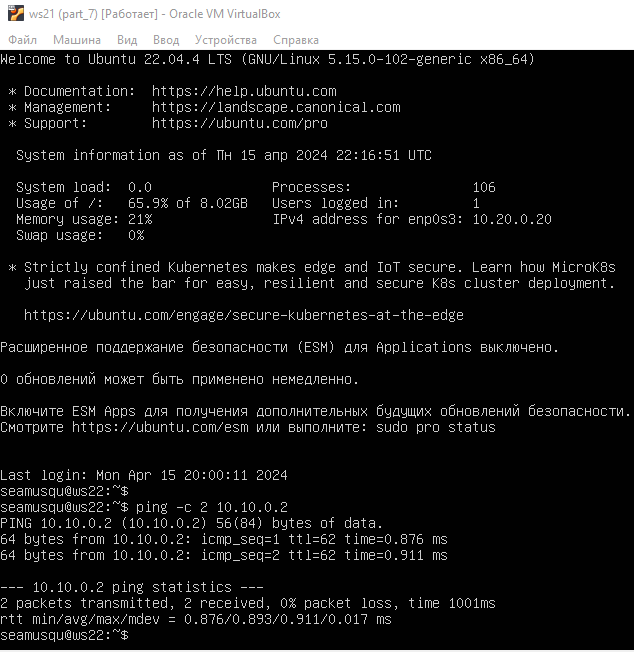 ws21 (part_7) [Работает] - Oracle VM VirtualBox
Файл Машина Вид Ввод Устройства Справка
Welcome to Ubuntu 22.04.4 LTS (GNU/Linux 5.15.0-102-generic x86_64)
* Documentation: https://help.ubuntu.com
* Management: https://landscape.canonical.com
* Support: https://ubuntu.com/pro
System information as of Пн 15 апр 2024 22:16:51 UTC
System load: 0.0 Processes: 106
Usage of /: 65.9% of 8.02GB Users logged in: 1
Memory usage: 21% IPv4 address for enp0s3: 10.20.0.20
Swap usage: 0%
* Strictly confined Kubernetes makes edge and IoT secure. Learn how MicroK8s
just raised the bar for easy, resilient and secure K8s cluster deployment.
https://ubuntu.com/engage/secure-kubernetes-at-the-edge
Расширенное поддержание безопасности (ESM) для Applications выключено.
0 обновлений может быть применено немедленно.
Включите ESM Apps для получения дополнительных будущих обновлений безопасности.
Смотрите https://ubuntu.com/esm или выполните: sudo pro status
Last login: Mon Apr 15 20:00:11 2024
seamusqu@ws22:~$
seamusqu@ws22:~$ ping -c 2 10.10.0.2
PING 10.10.0.2 (10.10.0.2) 56(84) bytes of data.
64 bytes from 10.10.0.2: icmp_seq=1 ttl=62 time=0.876 ms
64 bytes from 10.10.0.2: icmp_seq=2 ttl=62 time=0.911 ms
--- 10.10.0.2 ping statistics ---
2 packets transmitted, 2 received, 0% packet loss, time 1001ms
rtt min/avg/max/mdev = 0.876/0.893/0.911/0.017 ms
seamusqu@ws22:~$